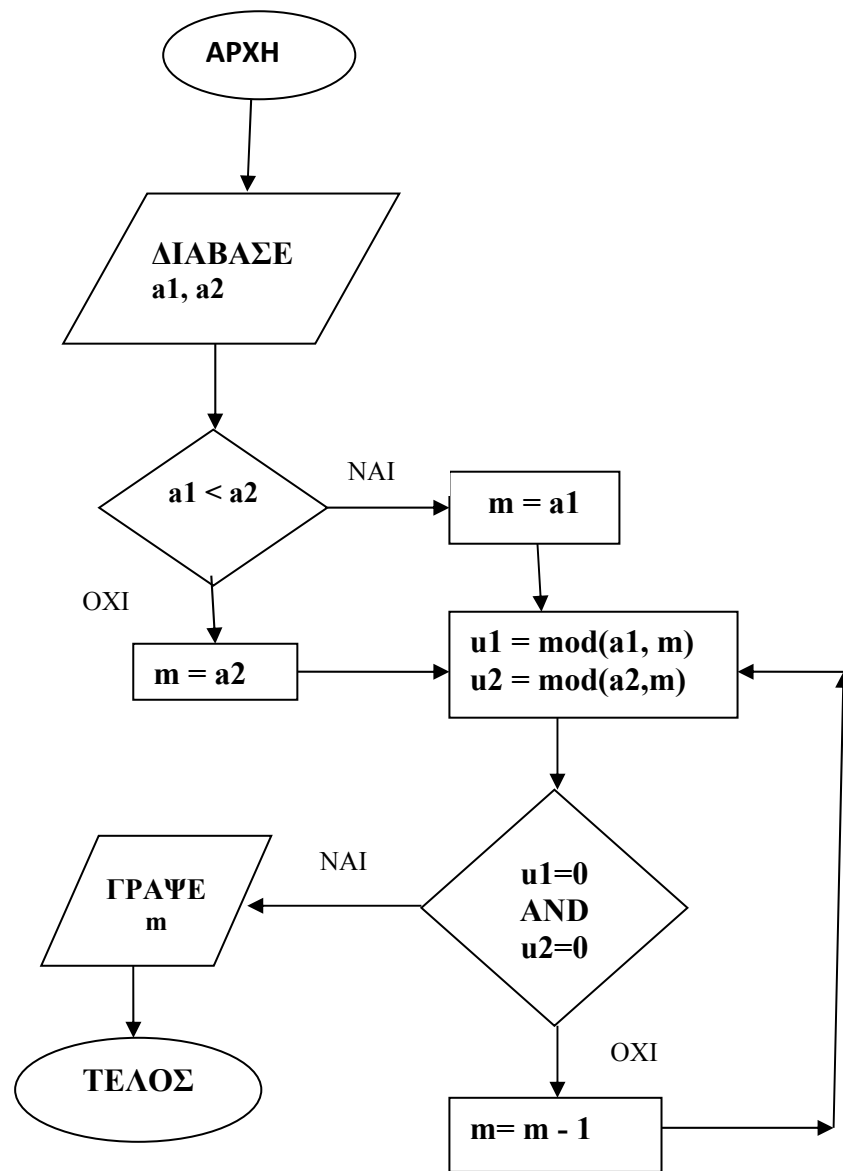 ΑΡΧΗ
ΔΙΑΒΑΣΕ
a1, a2
a1 < a2
ΝΑΙ
m = a1
ΟΧΙ
m = a2
u1 = mod(a1, m)
u2 = mod(a2,m)
u1=0
AND
u2=0
ΝΑΙ
ΓΡΑΨΕ
m
ΤΕΛΟΣ
ΟΧΙ
m= m - 1